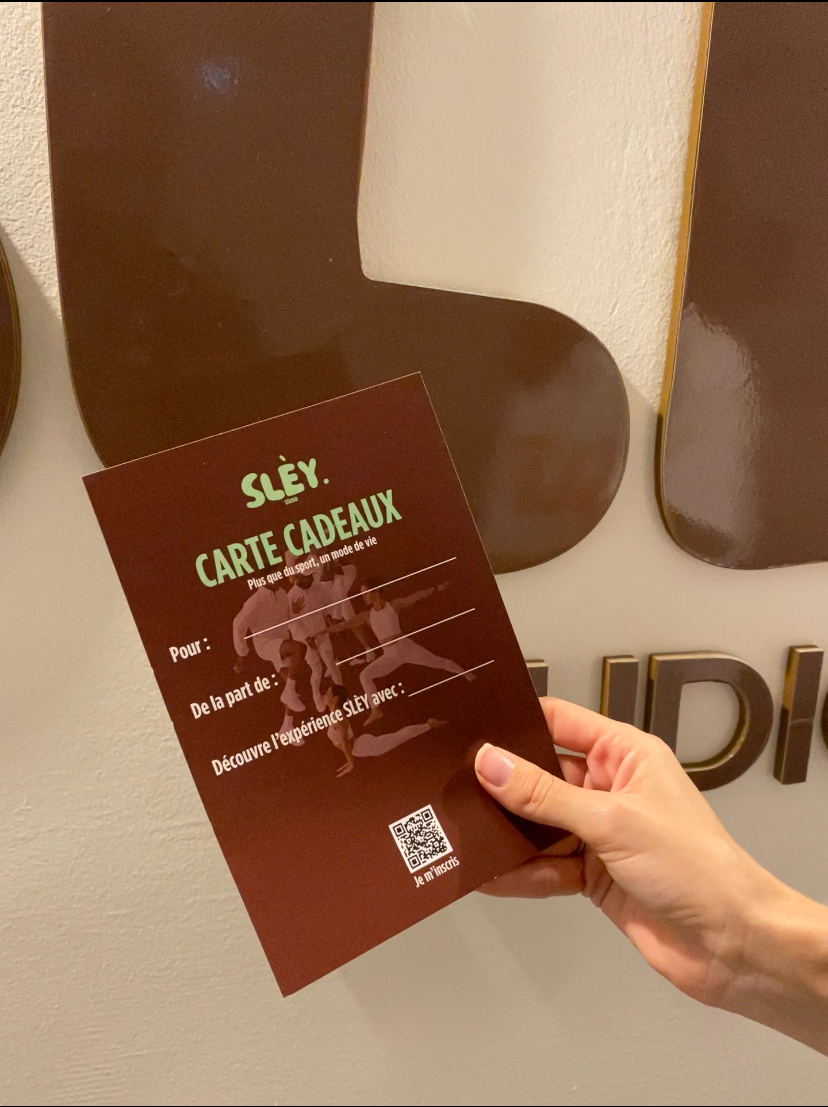 SLÈY.
studio
CARTE CADEAUX
Plus que du sport, un mode de vie
Pour :
De la part de :
Découvre l'expérience SLÈY avec :
Je m'inscris
UDIO